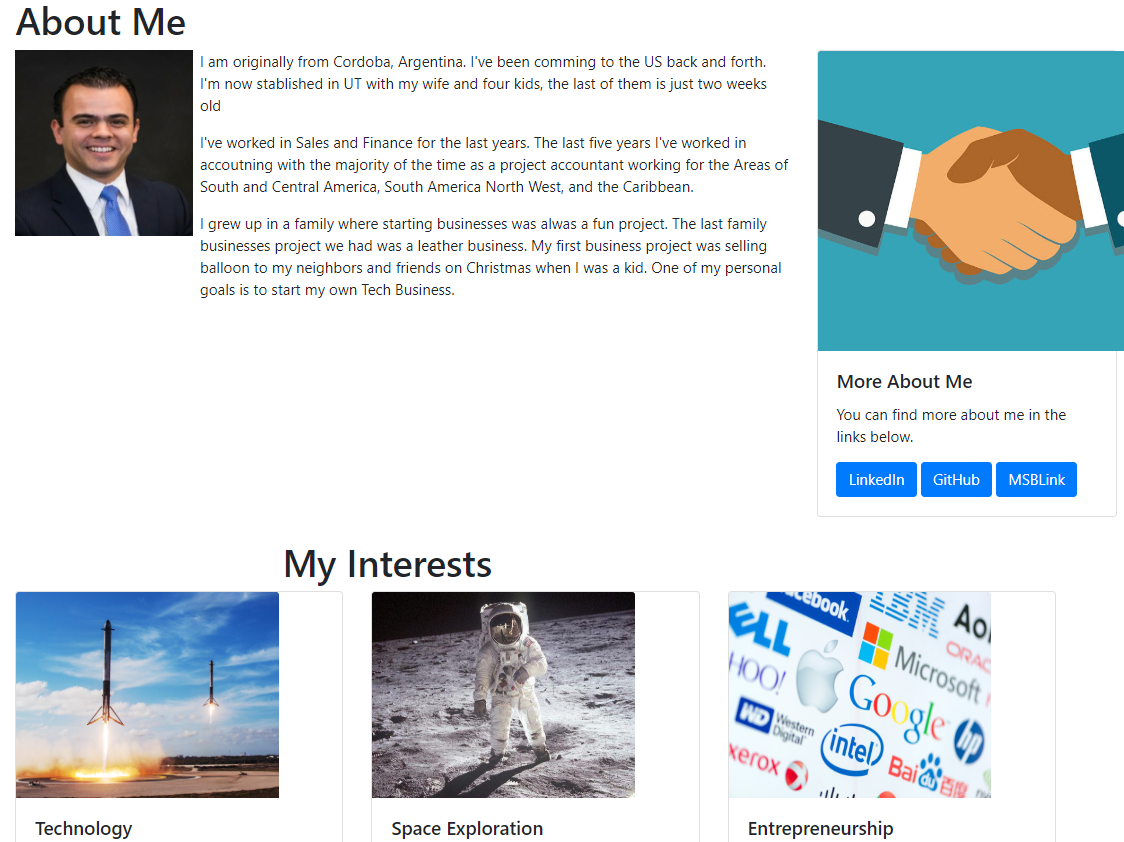 About Me
I am originally from Cordoba, Argentina. I've been comming to the US back and forth.
I'm now stablished in UT with my wife and four kids, the last of them is just two weeks
old
I've worked in Sales and Finance for the last years. The last five years I've worked in
accoutning with the majority of the time as a project accountant working for the Areas of
South and Central America, South America North West, and the Caribbean.
I grew up in a family where starting businesses was alwas a fun project. The last family
businesses project we had was a leather business. My first business project was selling
balloon to my neighbors and friends on Christmas when I was a kid. One of my personal
goals is to start my own Tech Business.
More About Me
You can find more about me in the
links below.
LinkedIn GitHub MSBLink
My Interests
Technology
Space Exploration
Entrepreneurship
cebook.
IBM
Aon
DELL
Microsoft
ORAC
HOO!
Google
WD Western
Digital
hp
intel
xerox
Bai 百度